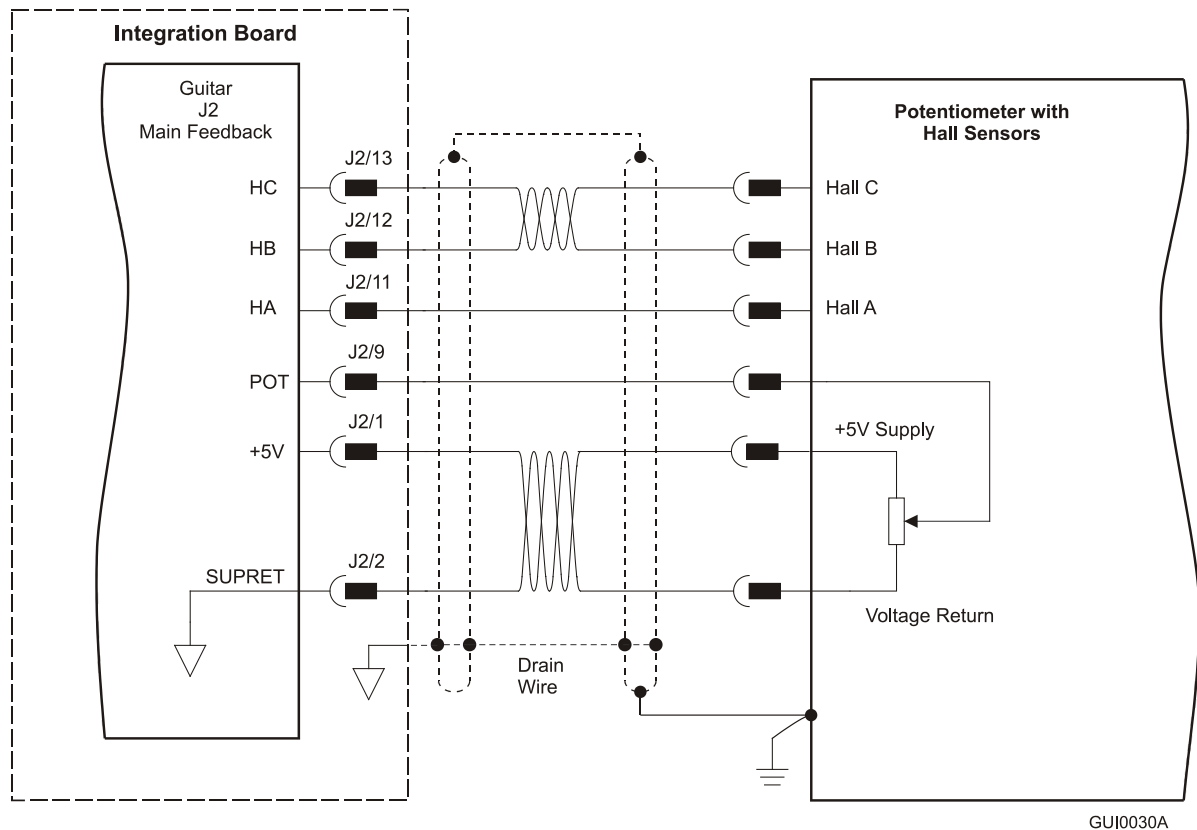 Integration Board
Guitar
J2
Main Feedback
Potentiometer with
Hall Sensors
J2/13
HC
Hall C
J2/12
HB
Hall B
J2/11
HA
Hall A
J2/9
POT
J2/1
+5V
+5V Supply
J2/2
SUPRET
Voltage Return
Drain
Wire
GUI0030A